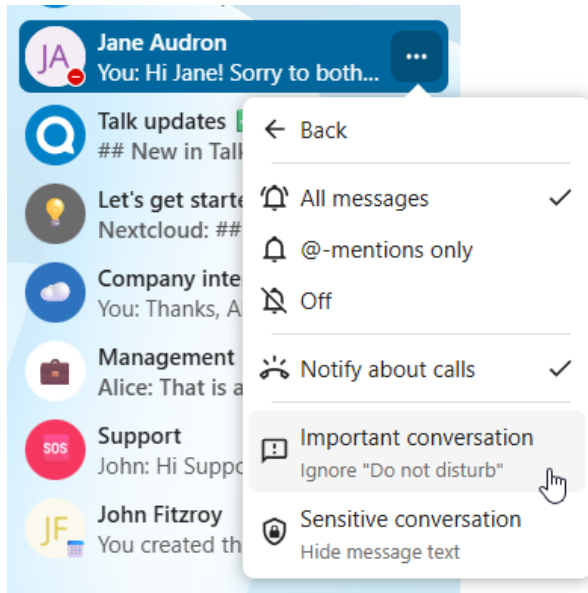 JA
Jane Audron
You: Hi Jane! Sorry to both...
Talk updates
## New in Talk
Let's get starte
Nextcloud: ##
Company inte
You: Thanks, A
Management
Alice: That is a
SOS
Support
John: Hi Suppo
JF
John Fitzroy
You created th
Back
All messages
@-mentions only
Off
Notify about calls
Important conversation
Ignore "Do not disturb"
Sensitive conversation
Hide message text